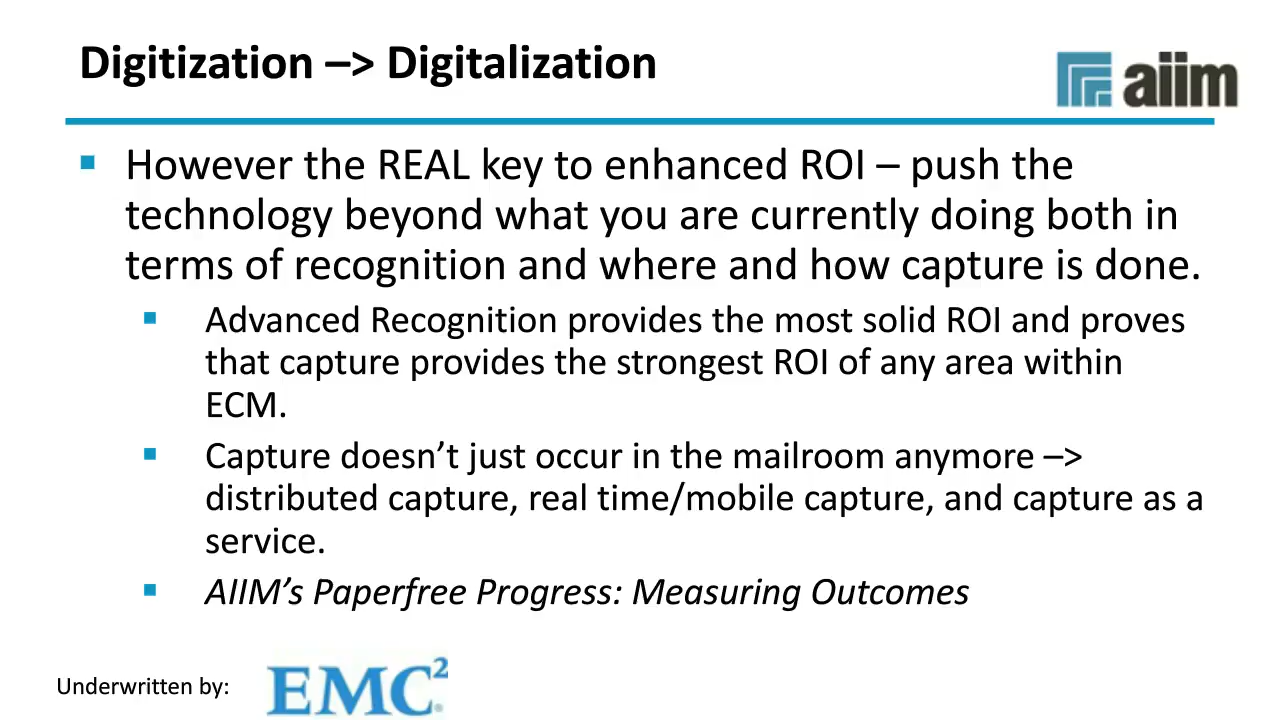 Digitization –> Digitalization
aiim
▪ However the REAL key to enhanced ROI – push the
technology beyond what you are currently doing both in
terms of recognition and where and how capture is done.
▪ Advanced Recognition provides the most solid ROI and proves
that capture provides the strongest ROI of any area within
ECM.
▪ Capture doesn’t just occur in the mailroom anymore –>
distributed capture, real time/mobile capture, and capture as a
service.
▪ AIIM’s Paperfree Progress: Measuring Outcomes
Underwritten by:
EMC²